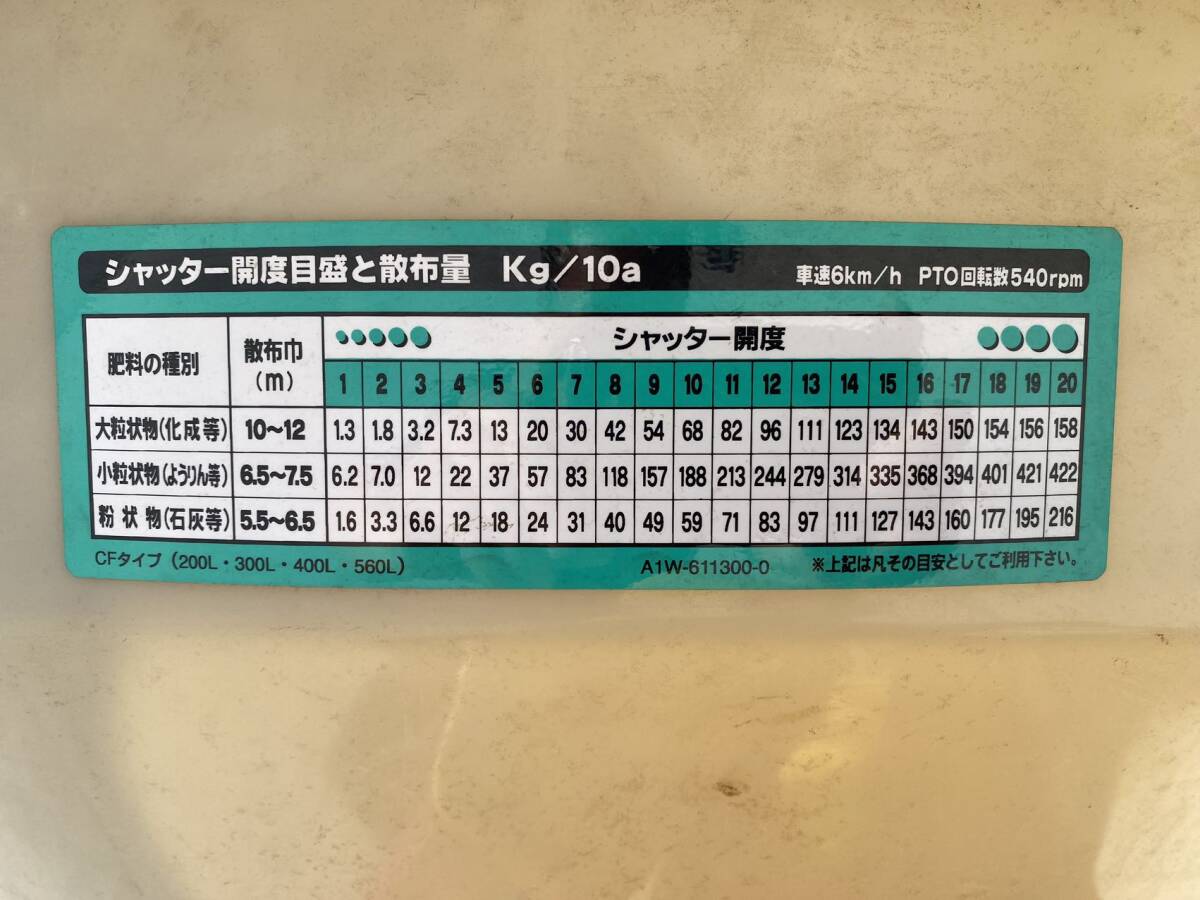 シャッター開度目盛と散布量 Kg/10a 車速6km/h PTO回転数540rpm
肥料の種別 散布巾(m) シャッター開度
1 2 3 4 5 6 7 8 9 10 11 12 13 14 15 16 17 18 19 20
大粒状物(化成等) 10~12 1.3 1.8 3.2 7.3 13 20 30 42 54 68 82 96 111 123 134 143 150 154 156 158
小粒状物(ようりん等) 6.5~7.5 6.2 7.0 12 22 37 57 83 118 157 188 213 244 279 314 335 368 394 401 421 422
粉状物(石灰等) 5.5~6.5 1.6 3.3 6.6 12 18 24 31 40 49 59 71 83 97 111 127 143 160 177 195 216
CFタイプ(200L・300L・400L・560L) A1W-611300-0 ※上記は凡その目安としてご利用下さい。